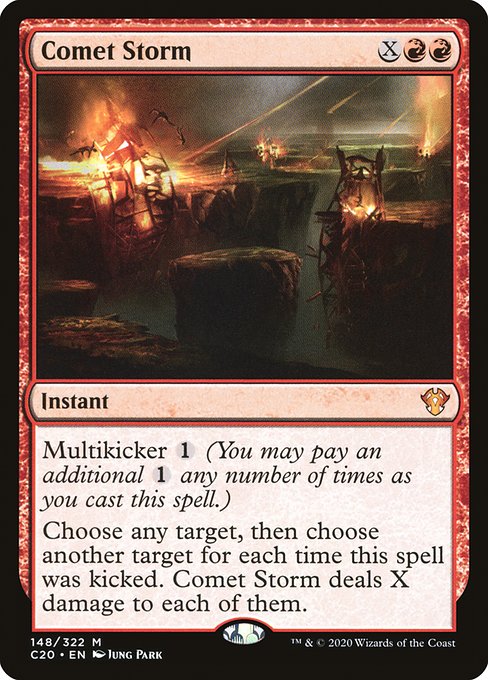 Comet Storm X
Instant
Multikicker 1 (You may pay an
additional 1 any number of times as
you cast this spell.)
Choose any target, then choose
another target for each time this spell
was kicked. Comet Storm deals X
damage to each of them.
148/322 M
C20 • EN Jung Park
™ & © 2020 Wizards of the Coast